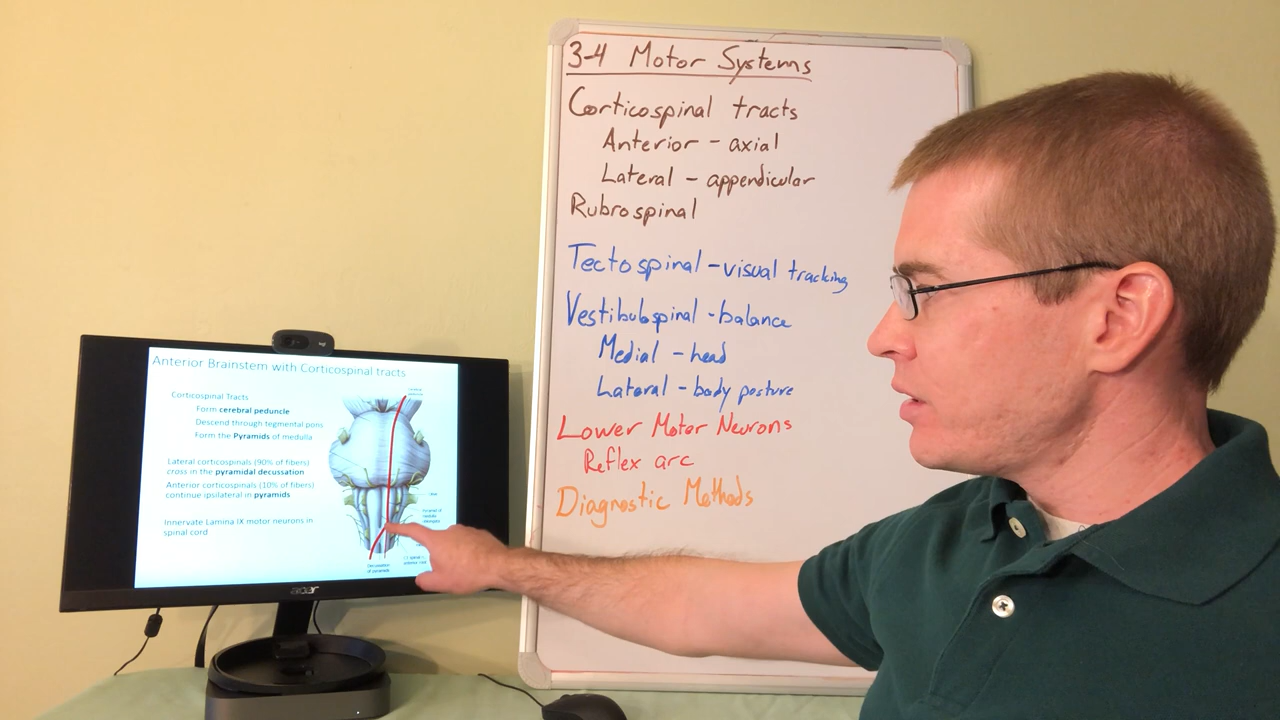 3-4 Motor Systems
Corticospinal tracts
Anterior - axial
Lateral - appendicular
Rubrospinal
Tectospinal - visual tracking
Vestibulospinal - balance
Medial - head
Lateral - body posture
Lower Motor Neurons
Reflex arc
Diagnostic Methods
Anterior Brainstem with Corticospinal tracts
Corticospinal Tracts
Form cerebral peduncle
Descend through tegmental pons
Form the Pyramids of medulla
Lateral corticospinals (90% of fibers)
cross in the pyramidal decussation
Anterior corticospinals (10% of fibers)
continue ipsilateral in pyramids
Innervate Lamina IX motor neurons in
spinal cord
Decussation
of pyramids
acer